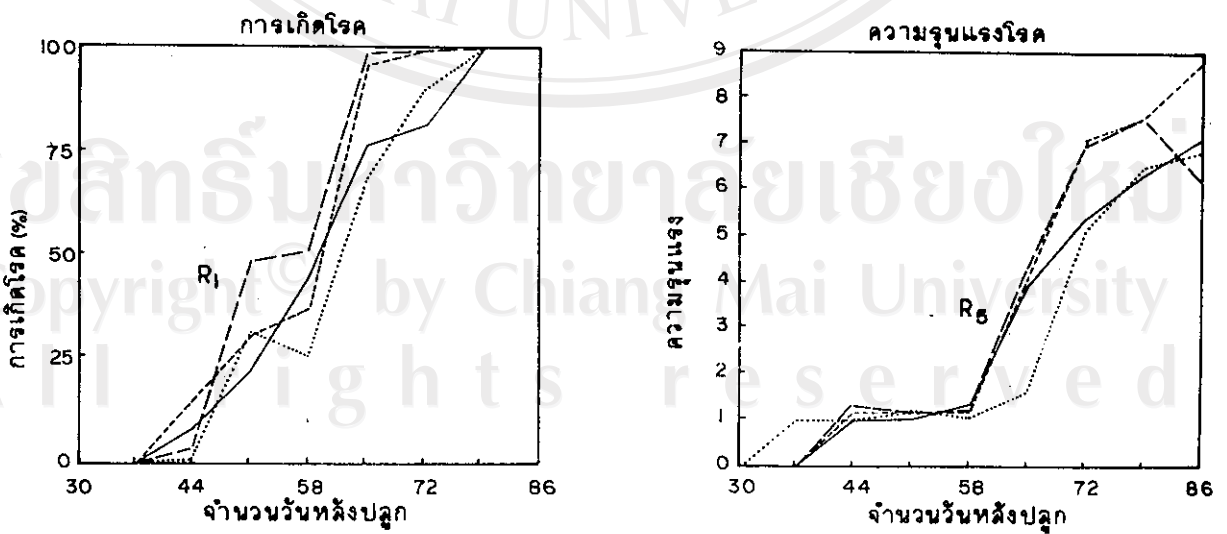 การเกิดโรค
100
75
50
25
0
การเกิดโรค (%)
R1
30 44 58 72 86
จำนวนวันหลังปลูก
ความรุนแรงโรค
9
8
7
6
5
4
3
2
1
0
ความรุนแรง
R5
30 44 58 72 86
จำนวนวันหลังปลูก
สิทธิ์มหาวิทยาลัยเชียงใหม่
opyright © by Chiang Mai University
All rights reserved
AI UNIVE